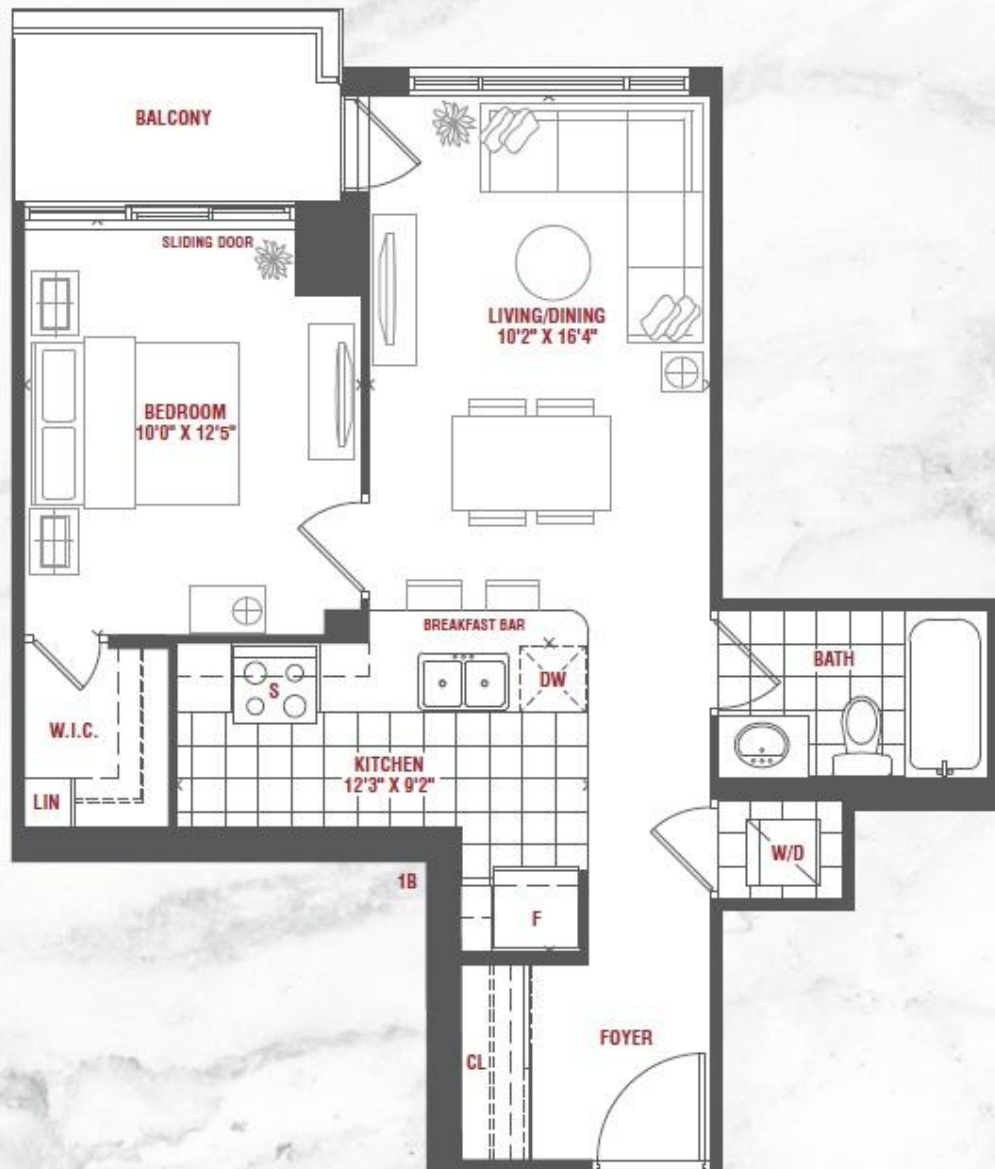 BALCONY
SLIDING DOOR
LIVING/DINING
10'2" X 16'4"
BEDROOM
10'0" X 12'5"
BREAKFAST BAR
S
DW
BATH
W.I.C.
KITCHEN
12'3" X 9'2"
LIN
W/D
1B
F
FOYER
CL